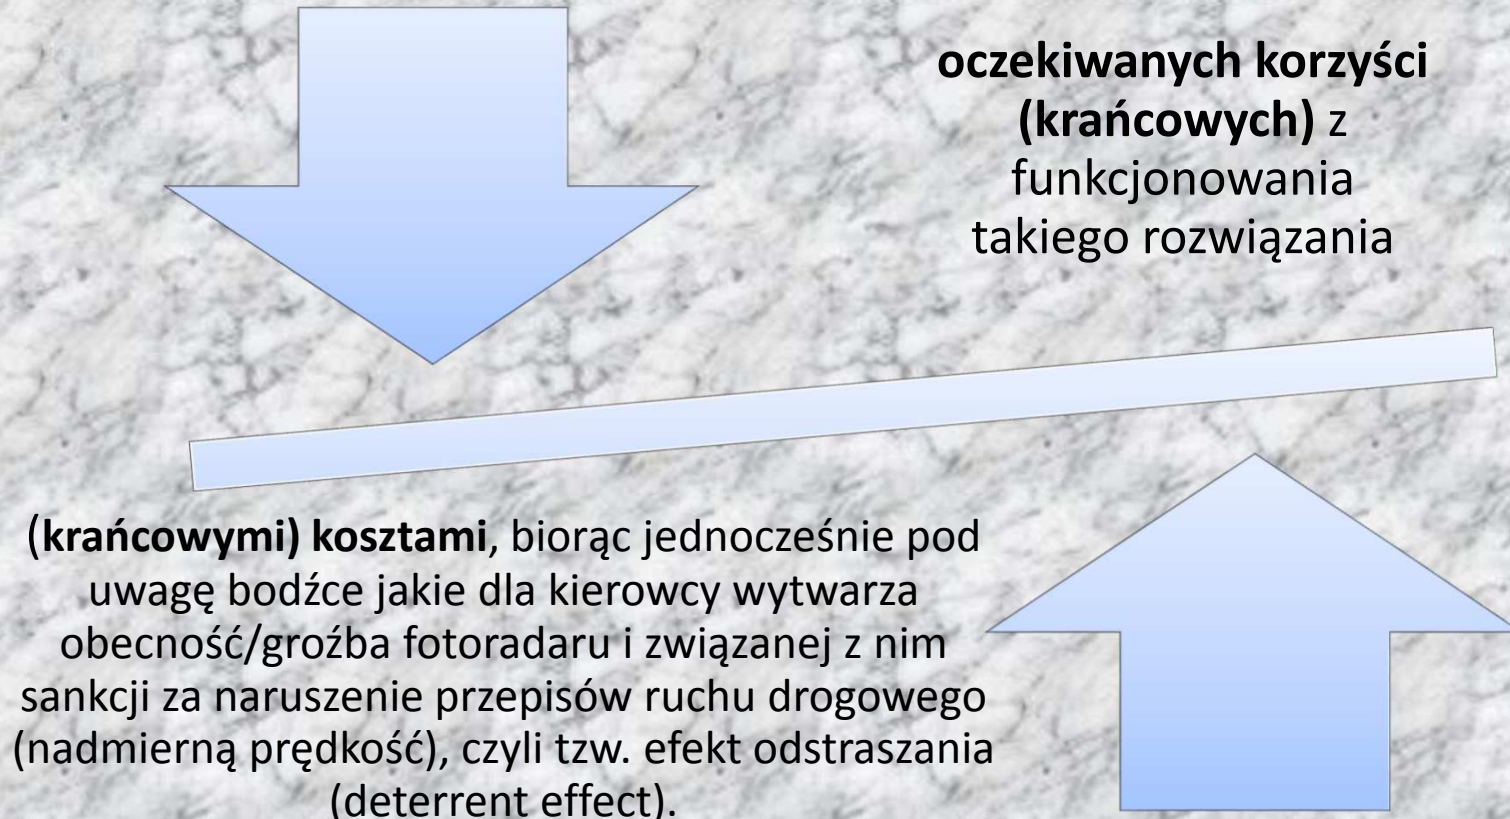 oczekiwanych korzyści
(krańcowych) z
funkcjonowania
takiego rozwiązania
(krańcowymi) kosztami, biorąc jednocześnie pod
uwagę bodźce jakie dla kierowcy wytwarza
obecność/groźba fotoradaru i związanej z nim
sankcji za naruszenie przepisów ruchu drogowego
(nadmierną prędkość), czyli tzw. efekt odstraszania
(deterrent effect).